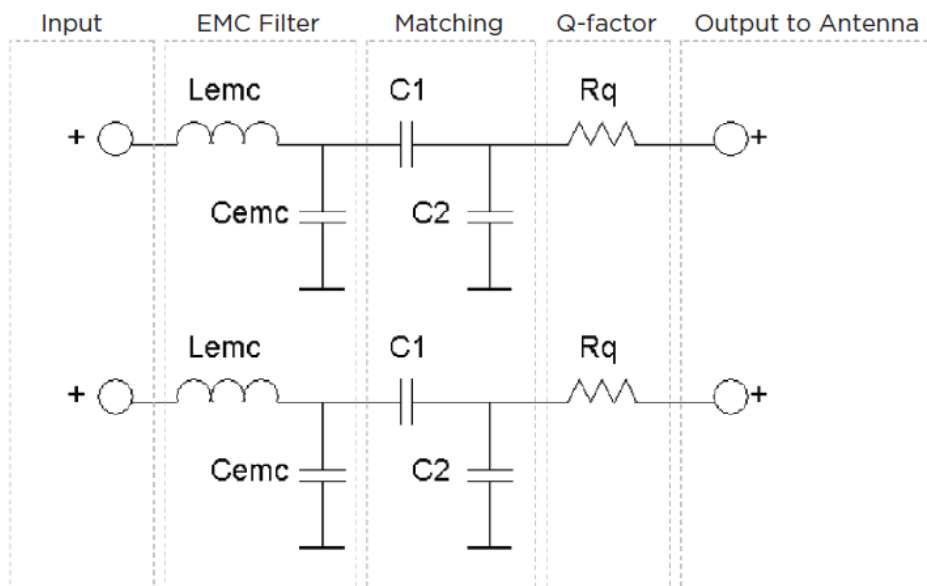 Input EMC Filter Matching Q-factor Output to Antenna
Lemc C1 Rq
+ +
Cemc C2
Lemc C1 Rq
+ +
Cemc C2